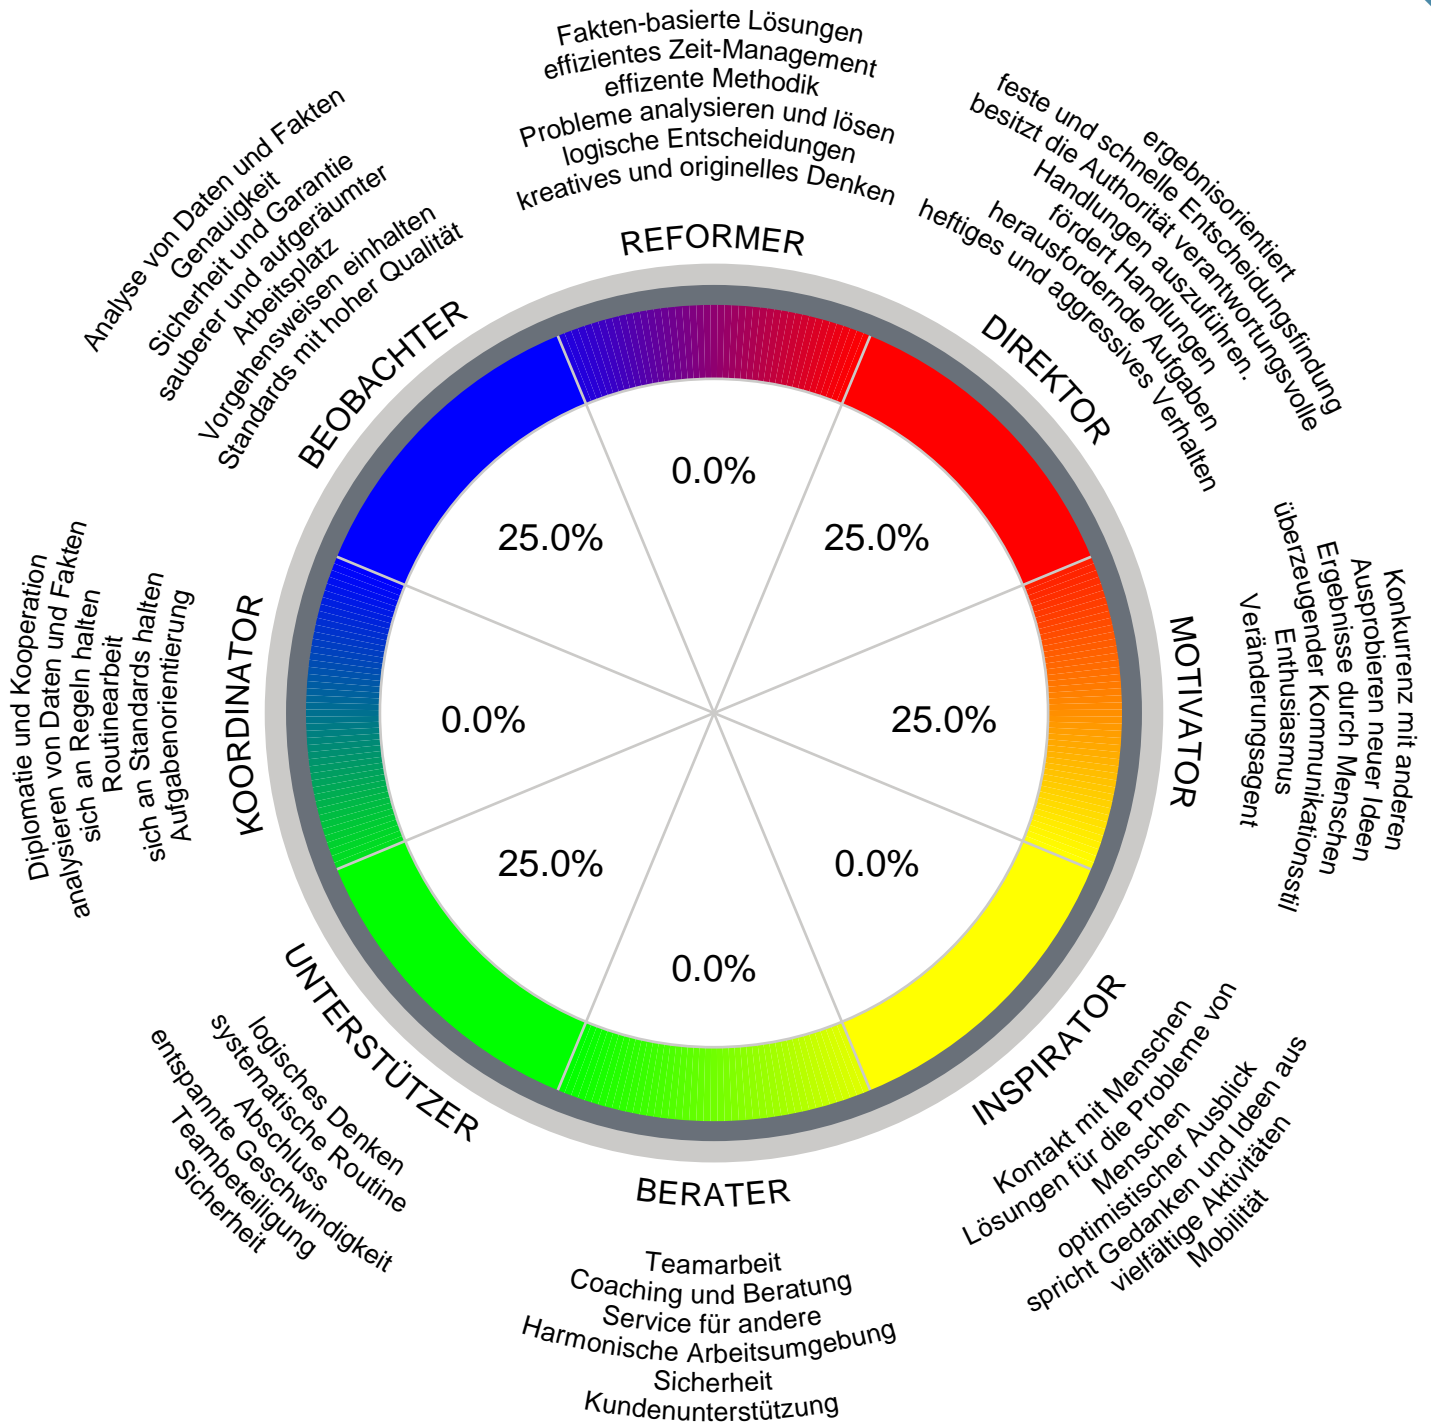 Fakten-basierte Lösungen
effizientes Zeit-Management
effizente Methodik
Probleme analysieren und lösen
logische Entscheidungen
kreatives und originelles Denken
REFORMER
0.0%
ergebnisorientiert
feste und schnelle Entscheidungsfindung
besitzt die Authorität verantwortungsvolle
Handlungen auszuführen.
fördert Handlungen
herausfordernde Aufgaben
heftiges und aggressives Verhalten
DIREKTOR
25.0%
Konkurrenz mit anderen
Ausprobieren neuer Ideen
Ergebnisse durch Menschen
überzeugender Kommunikationsstil
Enthusiasmus
Veränderungsagent
MOTIVATOR
25.0%
INSPIRATOR
0.0%
Kontakt mit Menschen
Lösungen für die Probleme von
Menschen
optimistischer Ausblick
spricht Gedanken und Ideen aus
vielfältige Aktivitäten
Mobilität
0.0%
BERATER
Teamarbeit
Coaching und Beratung
Service für andere
Harmonische Arbeitsumgebung
Sicherheit
Kundenunterstützung
25.0%
UNTERSTÜTZER
logisches Denken
systematische Routine
Abschluss
entspannte Geschwindigkeit
Teambeteiligung
Sicherheit
Diplomatie und Kooperation
analysieren von Daten und Fakten
sich an Regeln halten
Routinearbeit
sich an Standards halten
Aufgabenorientierung
KOORDINATOR
0.0%
Analyse von Daten und Fakten
Genauigkeit
Sicherheit und Garantie
sauberer und aufgeräumter
Arbeitsplatz
Vorgehensweisen einhalten
Standards mit hoher Qualität
BEOBACHTER
25.0%